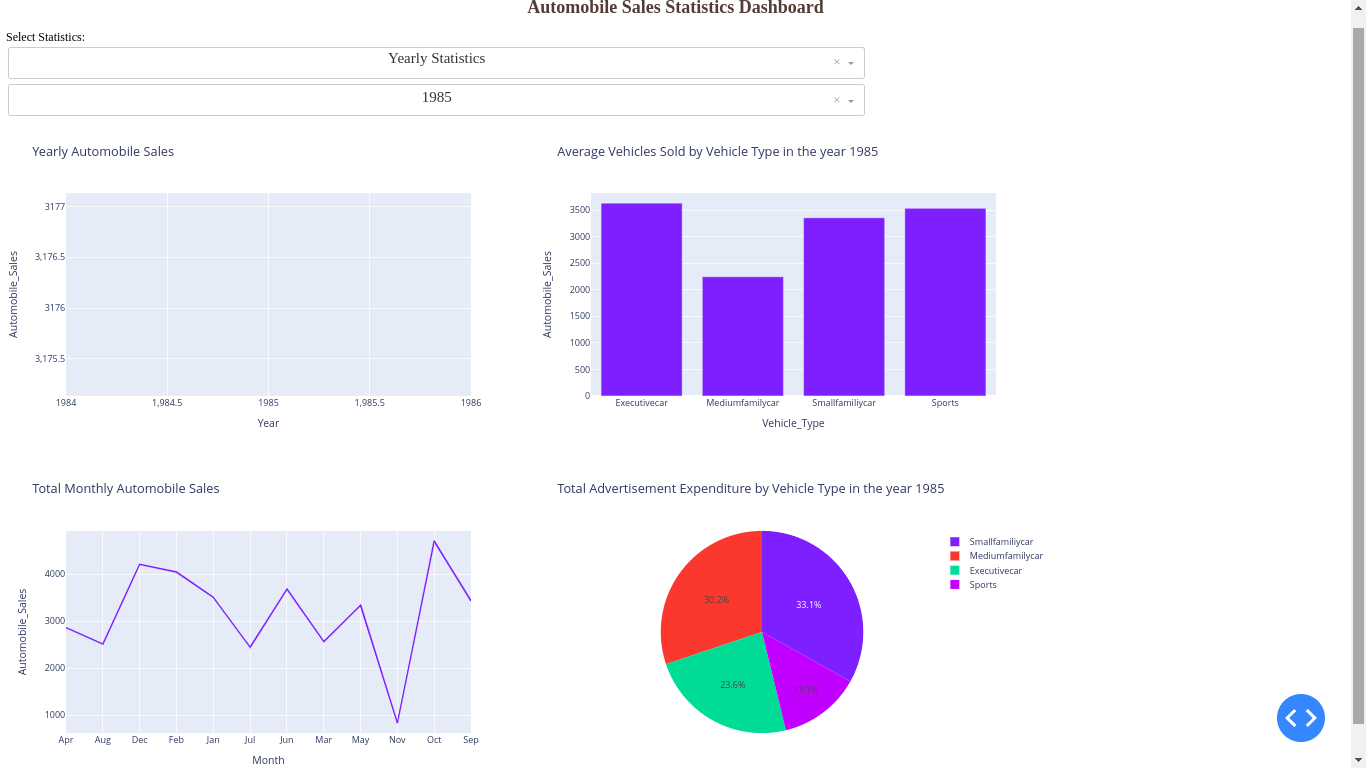 Automobile Sales Statistics Dashboard
Select Statistics:
Yearly Statistics
×
1985
×
Yearly Automobile Sales
Automobile_Sales
3177
3,176.5
3176
3,175.5
1984 1,984.5 1985 1,985.5 1986
Year
Average Vehicles Sold by Vehicle Type in the year 1985
Automobile_Sales
3500
3000
2500
2000
1500
1000
500
0
Executivecar Mediumfamilycar Smallfamiliycar Sports
Vehicle_Type
Total Monthly Automobile Sales
Automobile_Sales
4000
3000
2000
1000
Apr Aug Dec Feb Jan Jul Jun Mar May Nov Oct Sep
Month
Total Advertisement Expenditure by Vehicle Type in the year 1985
30.2%
33.1%
23.6%
13.1%
Smallfamiliycar
Mediumfamilycar
Executivecar
Sports